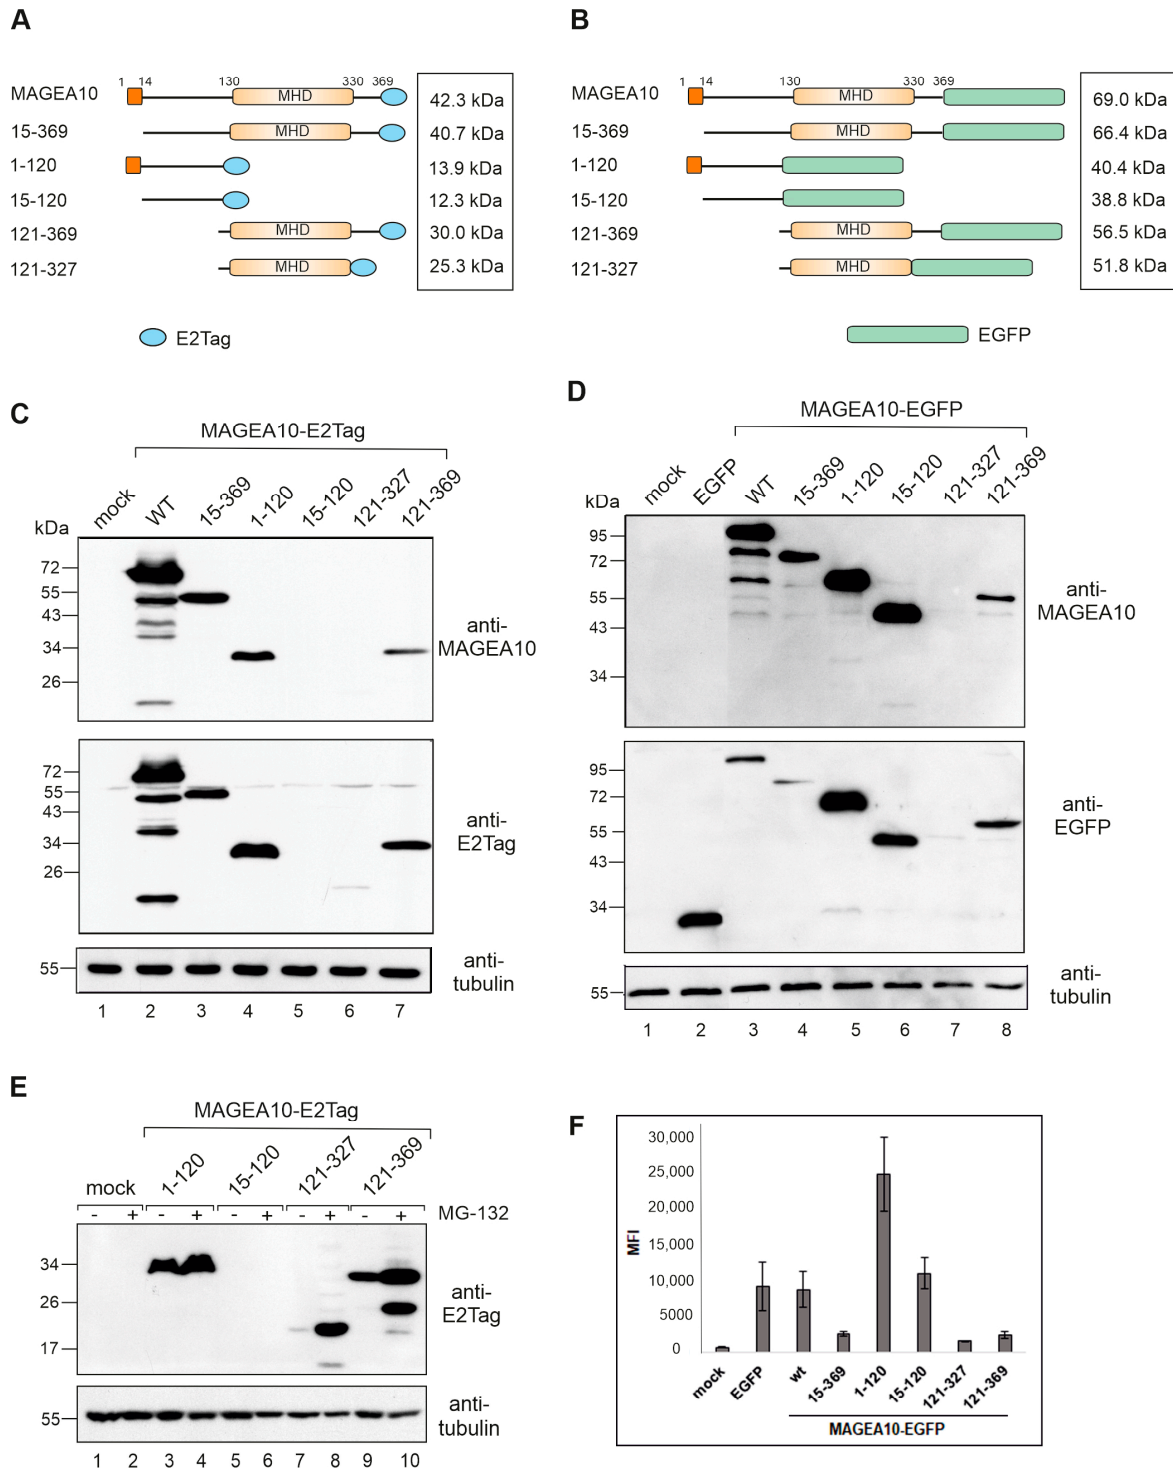 A
1 14 130 330 369
MAGEA10 MHD 42.3 kDa
15-369 MHD 40.7 kDa
1-120 13.9 kDa
15-120 12.3 kDa
121-369 MHD 30.0 kDa
121-327 MHD 25.3 kDa
E2Tag
B
1 14 130 330 369
MAGEA10 MHD 69.0 kDa
15-369 MHD 66.4 kDa
1-120 40.4 kDa
15-120 38.8 kDa
121-369 MHD 56.5 kDa
121-327 MHD 51.8 kDa
EGFP
C
MAGEA10-E2Tag
kDa mock WT 15-369 1-120 15-120 121-327 121-369
72
55
43
34
26
anti-
MAGEA10
72
55
43
34
26
anti-
E2Tag
55
anti-
tubulin
1 2 3 4 5 6 7
D
MAGEA10-EGFP
kDa mock EGFP WT 15-369 1-120 15-120 121-327 121-369
95
72
55
43
34
anti-
MAGEA10
95
72
55
43
34
anti-
EGFP
55
anti-
tubulin
1 2 3 4 5 6 7 8
E
MAGEA10-E2Tag
mock 1-120 15-120 121-327 121-369
- + - + - + - + - + MG-132
34
26
17
anti-
E2Tag
55
anti-
tubulin
1 2 3 4 5 6 7 8 9 10
F
MFI
30,000
25,000
20,000
15,000
10,000
5000
0
mock EGFP wt 15-369 1-120 15-120 121-327 121-369
MAGEA10-EGFP